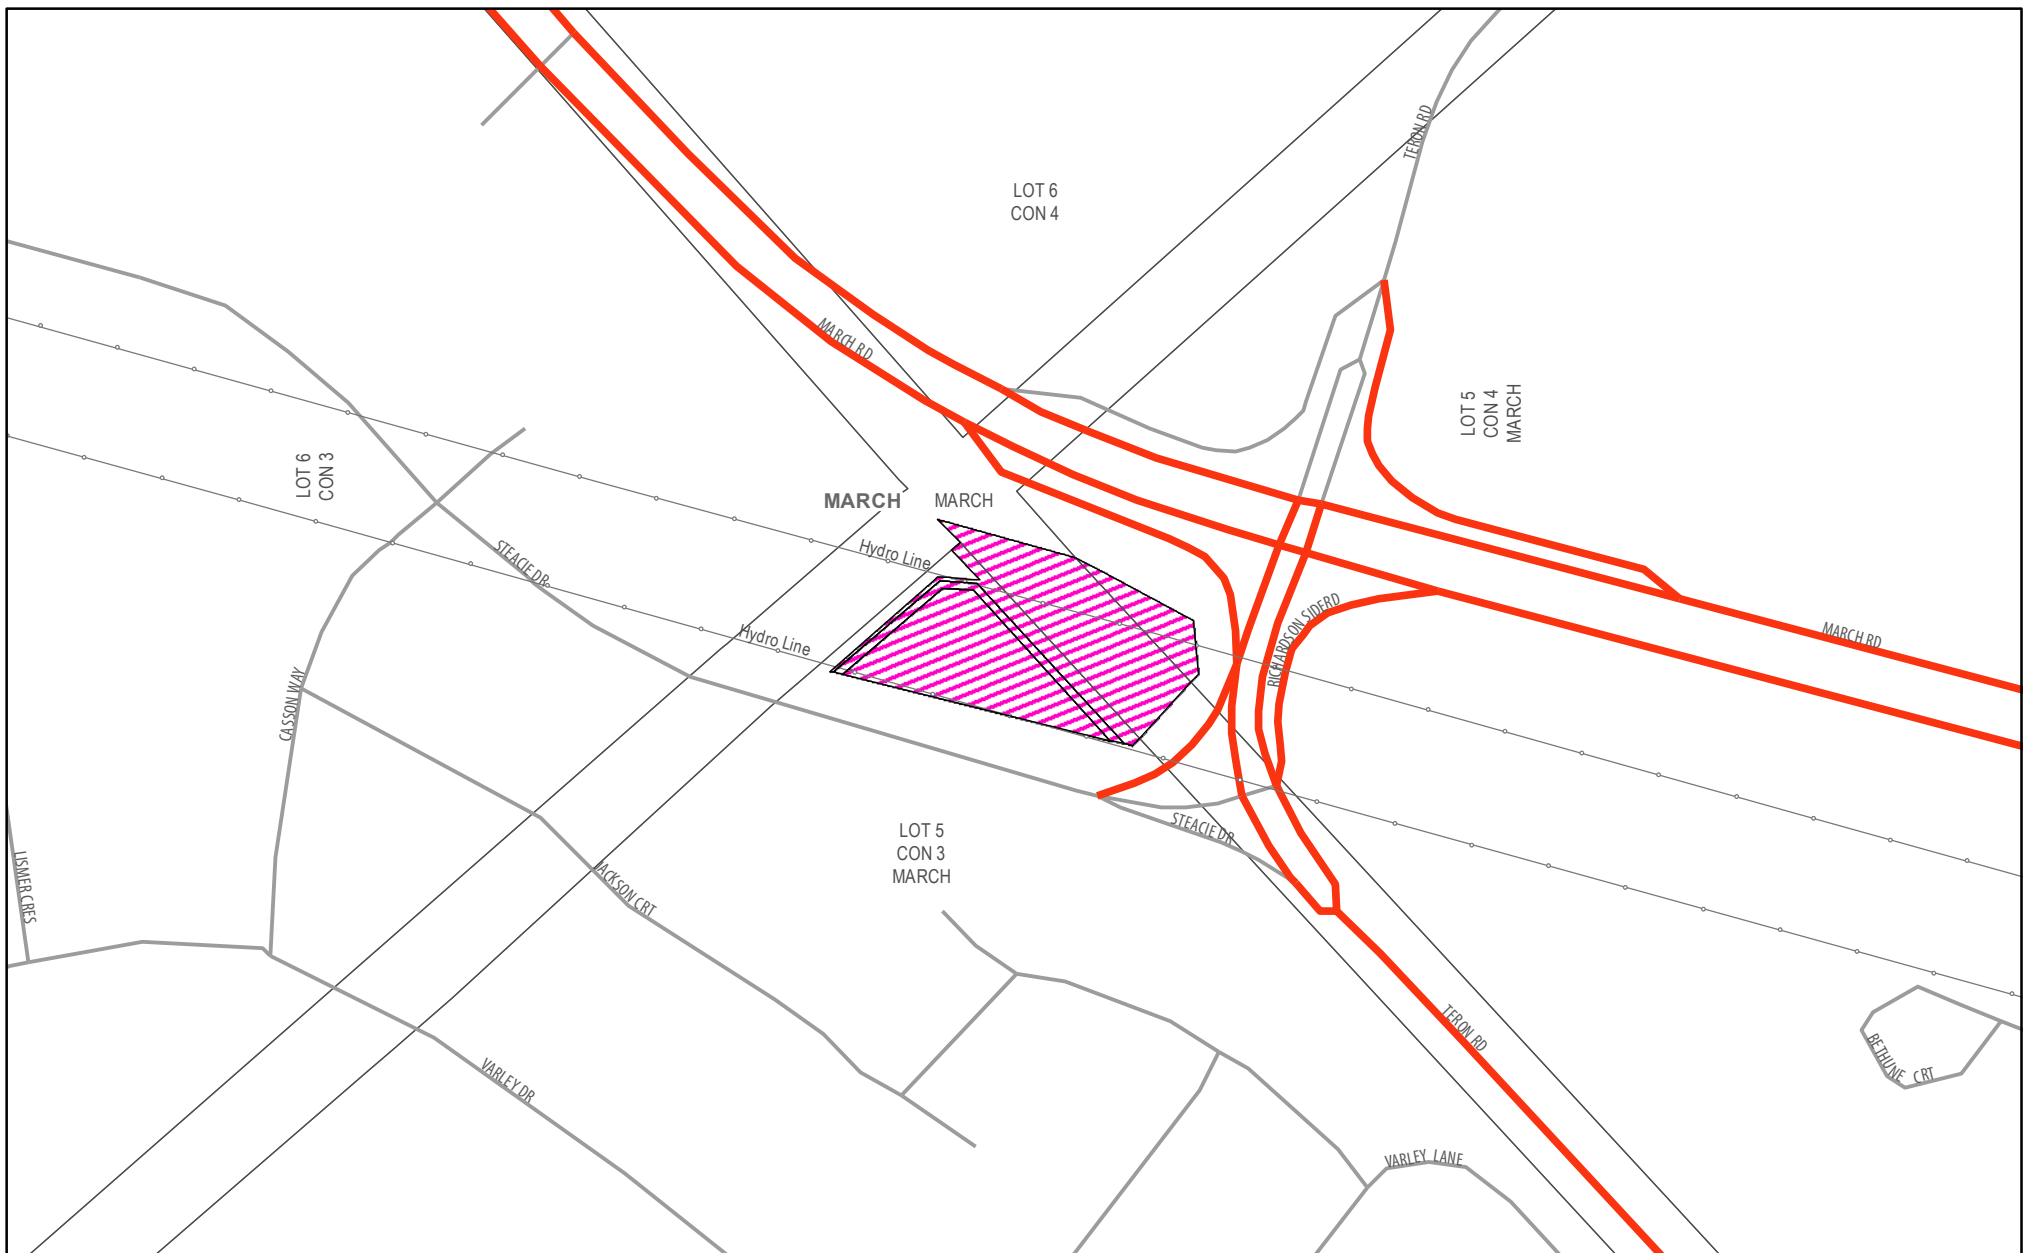 TERON RD
LOT 6
CON 4
MARCH RD
LOT 5
CON 4
MARCH
LOT 6
CON 3
MARCH
MARCH
Hydro Line
STEACIE DR
Hydro Line
RICHARDSON SIDERD
MARCH RD
CASSON WAY
LOT 5
CON 3
MARCH
STEACIE DR
LISMER CRES
JACKSON CRT
TERON RD
VARLEY DR
BETHUNE CRT
VARLEY LANE